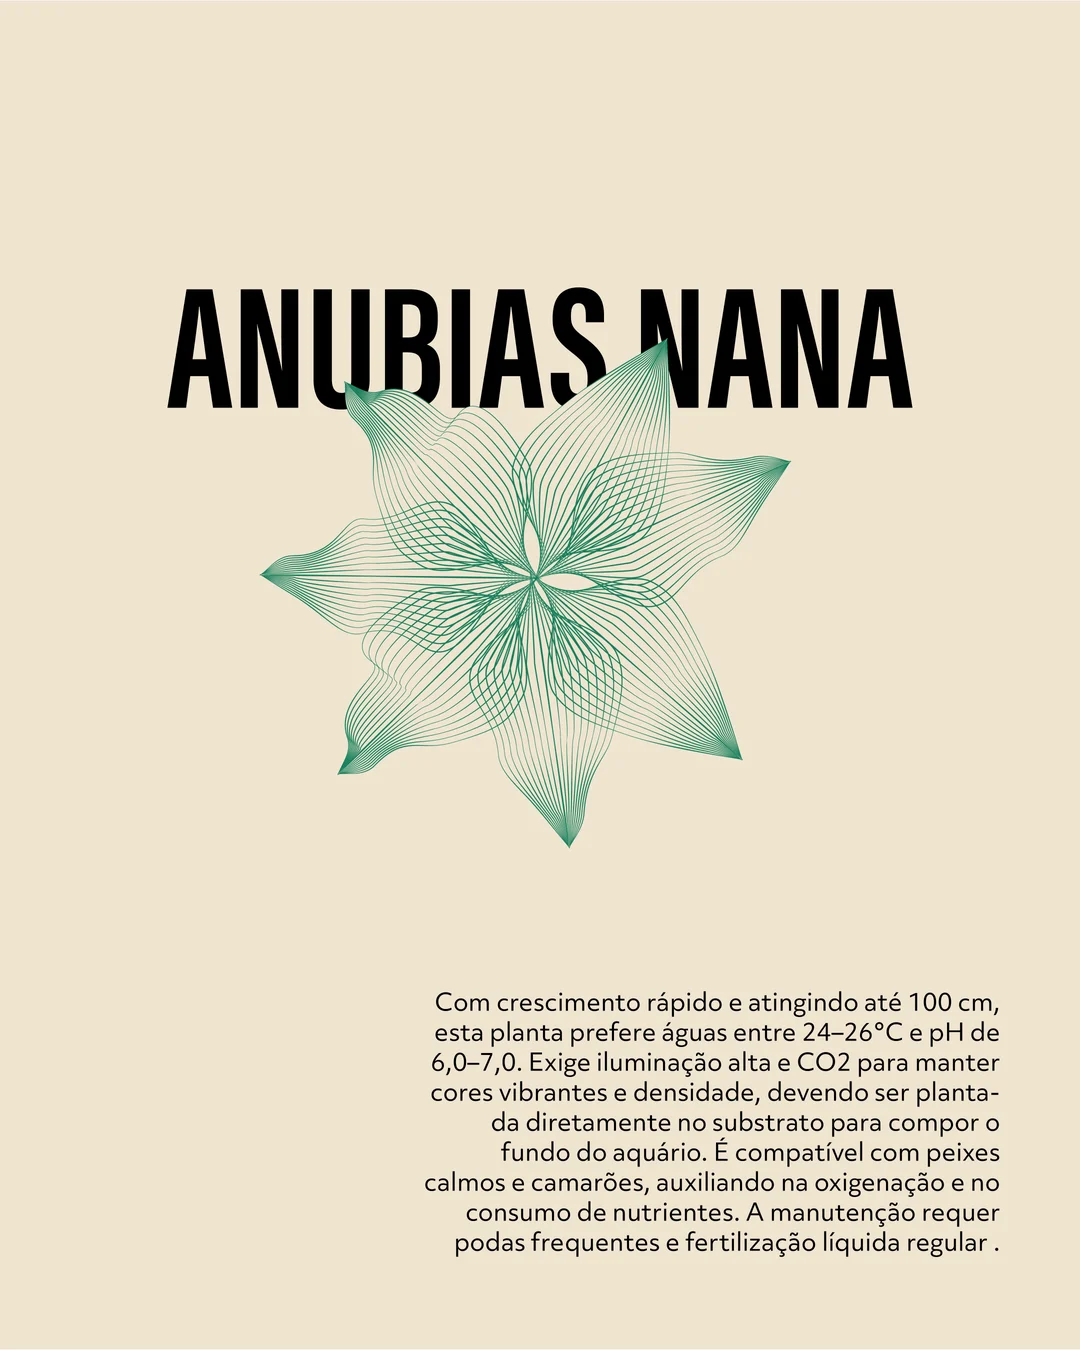 ANUBIAS NANA
Com crescimento rápido e atingindo até 100 cm,
esta planta prefere águas entre 24–26°C e pH de
6,0–7,0. Exige iluminação alta e CO2 para manter
cores vibrantes e densidade, devendo ser planta-
da diretamente no substrato para compor o
fundo do aquário. É compatível com peixes
calmos e camarões, auxiliando na oxigenação e no
consumo de nutrientes. A manutenção requer
podas frequentes e fertilização líquida regular .